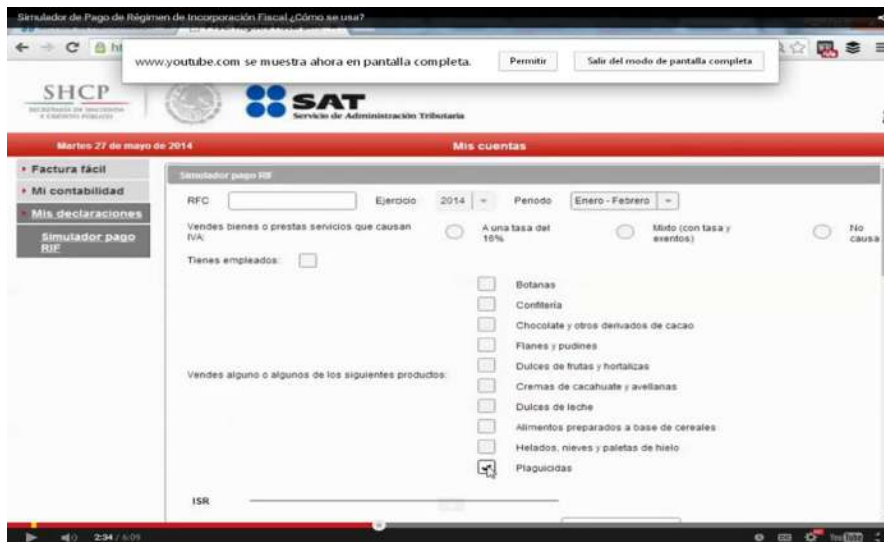 Simulador de Pago de Régimen de Incorporación Fiscal ¿Cómo se usa?
www.youtube.com se muestra ahora en pantalla completa. Permitir Salir del modo de pantalla completa
SHCP
SECRETARÍA DE HACIENDA
Y CRÉDITO PÚBLICO
SAT
Servicio de Administración Tributaria
Martes 27 de mayo de 2014 Mis cuentas
Factura fácil
Mi contabilidad
Mis declaraciones
Simulador pago RIF
Simulador pago RIF
RFC Ejercicio 2014 Periodo Enero - Febrero
Vendes bienes o prestas servicios que causan IVA: A una tasa del 16% Mixto (con tasa y exentos) No causa
Tienes empleados:
Vendes alguno o algunos de los siguientes productos:
Botanas
Confitería
Chocolate y otros derivados de cacao
Flanes y pudines
Dulces de frutas y hortalizas
Cremas de cacahuate y avellanas
Dulces de leche
Alimentos preparados a base de cereales
Helados, nieves y paletas de hielo
Plaguicidas
ISR
2:34 / 6:09 YouTube